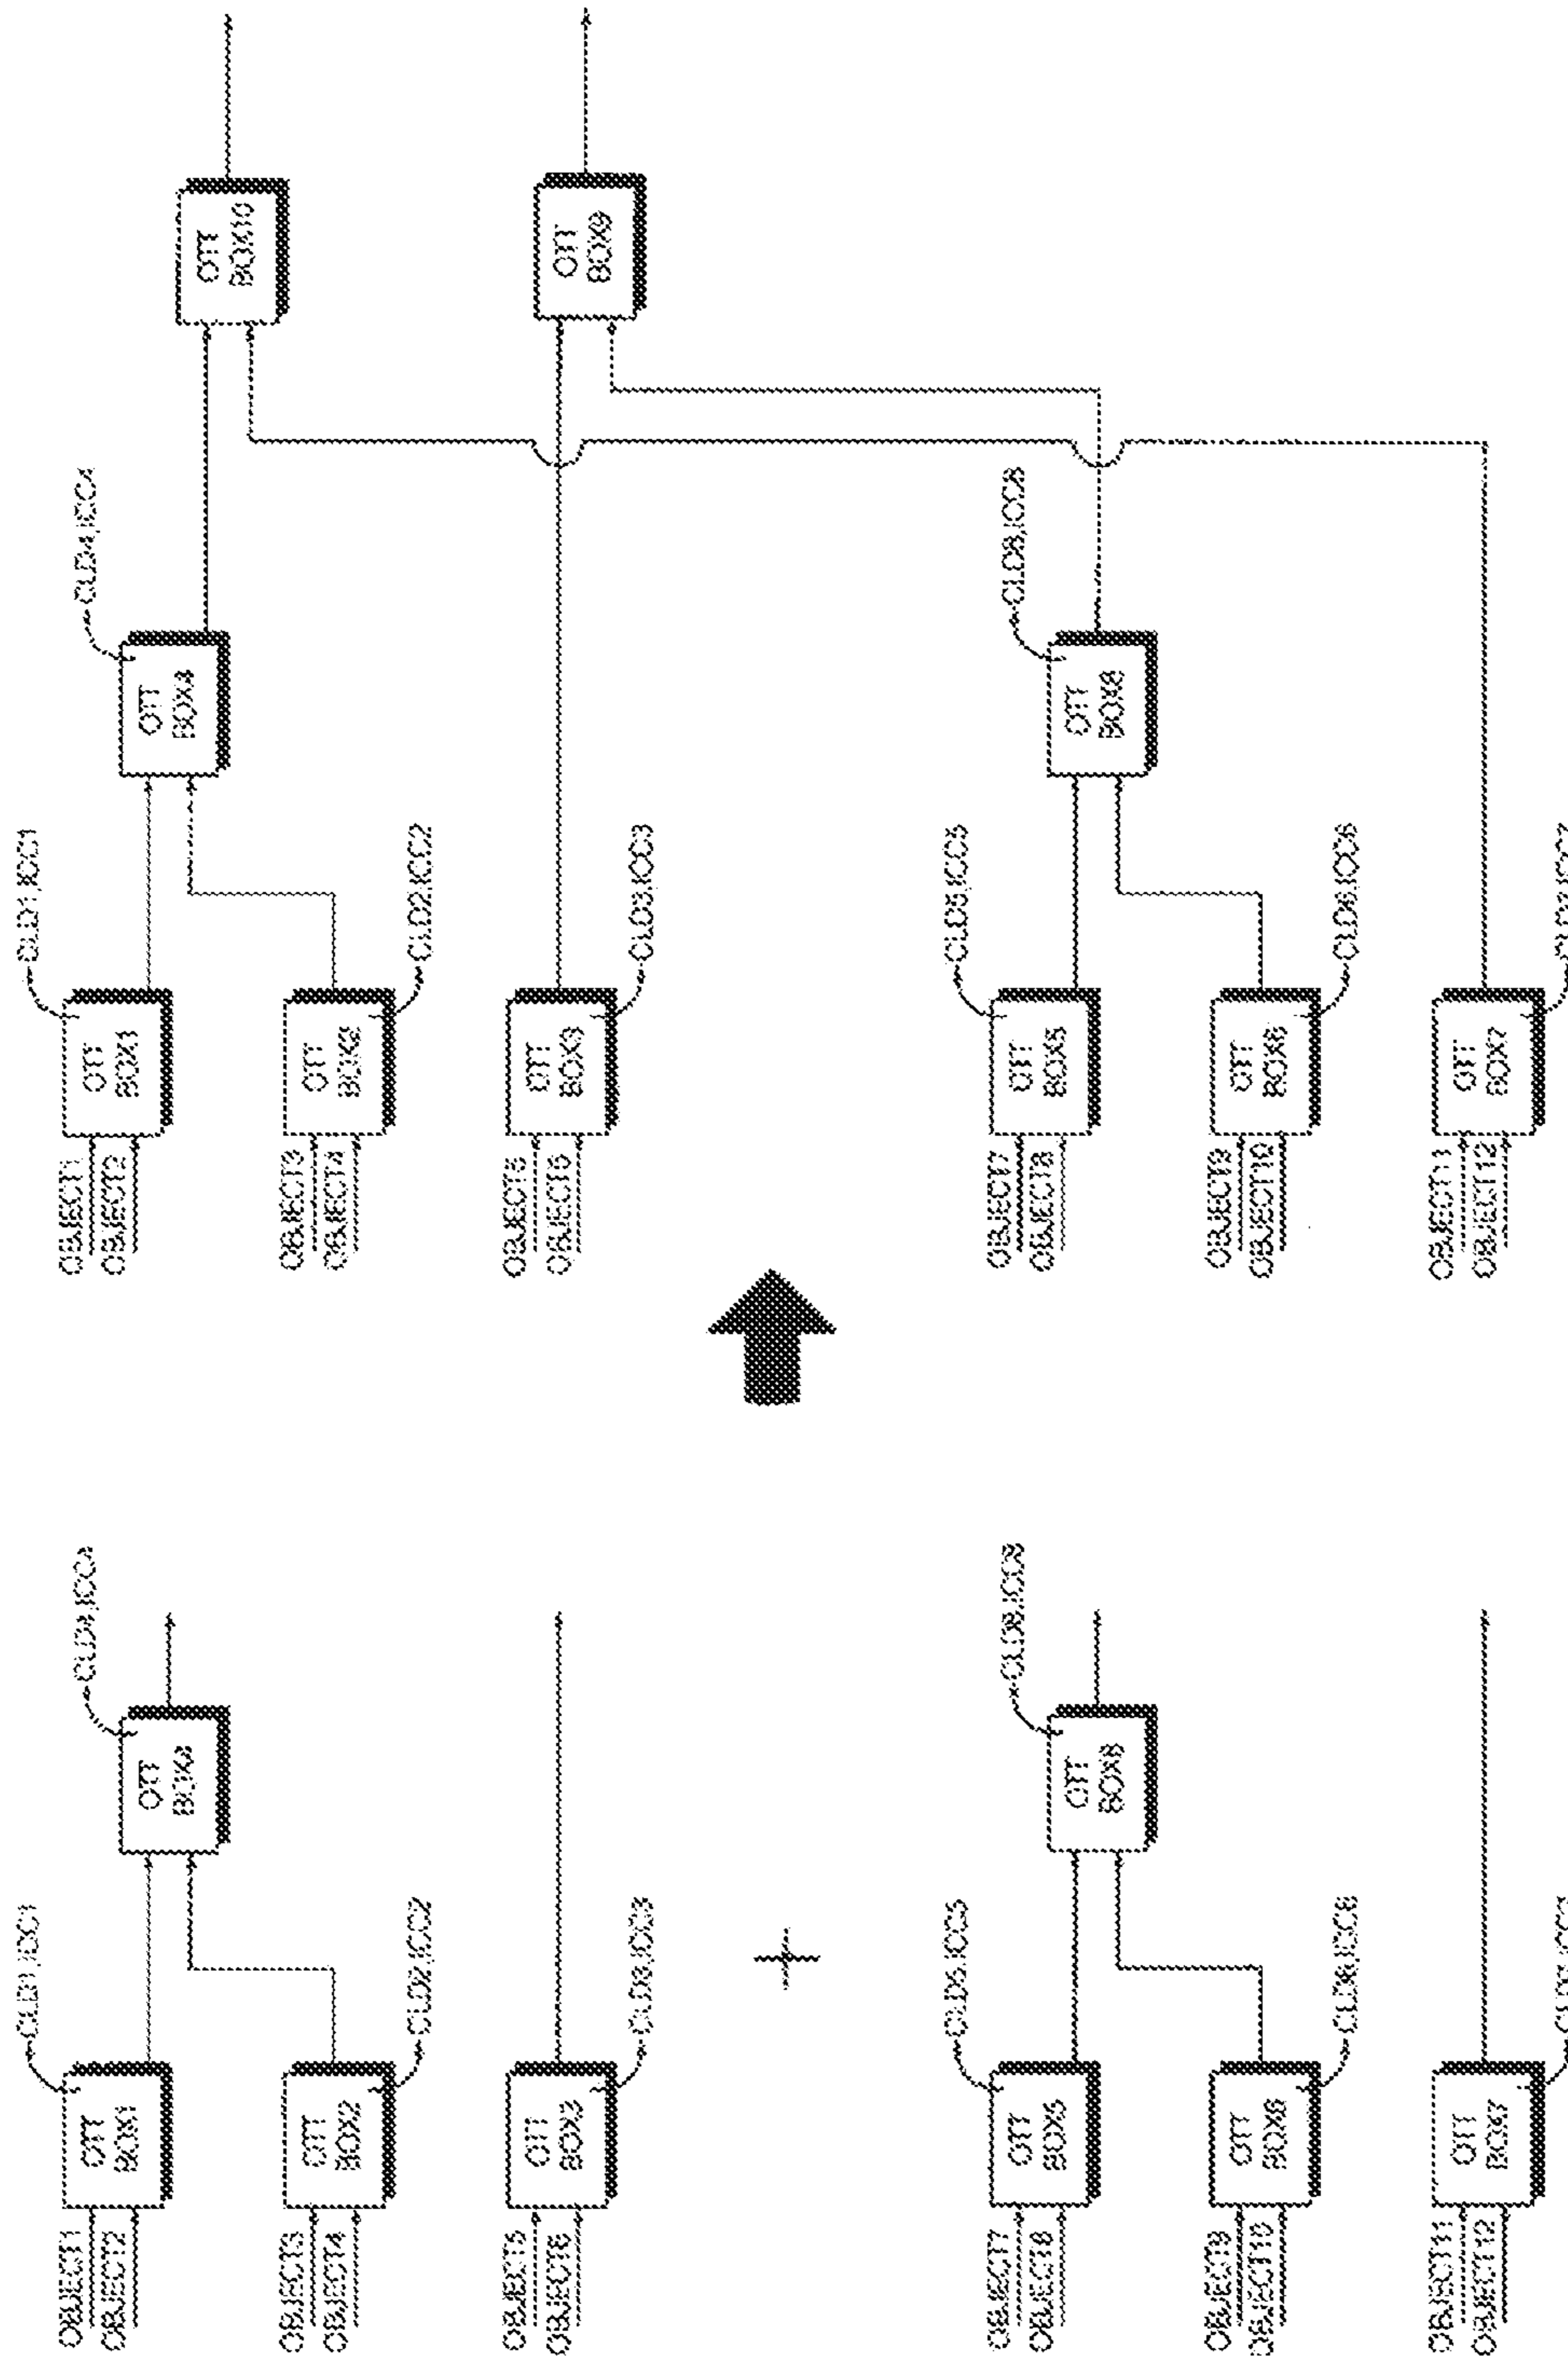 CLD1,ICC1
OBJECT1
OBJECT2
OTT
BOX1
CLD4,ICC4
OTT
BOX4
OBJECT3
OBJECT4
OTT
BOX2
CLD2,ICC2
OBJECT5
OBJECT6
OTT
BOX3
CLD3,ICC3
+
CLD5,ICC5
OBJECT7
OBJECT8
OTT
BOX5
CLD8,ICC8
OTT
BOX8
OBJECT9
OBJECT10
OTT
BOX6
CLD6,ICC6
OBJECT11
OBJECT12
OTT
BOX7
CLD7,ICC7
CLD1,ICC1
OBJECT1
OBJECT2
OTT
BOX1
CLD4,ICC4
OTT
BOX4
OTT
BOX10
OBJECT3
OBJECT4
OTT
BOX2
CLD2,ICC2
OBJECT5
OBJECT6
OTT
BOX3
CLD3,ICC3
OTT
BOX9
CLD5,ICC5
OBJECT7
OBJECT8
OTT
BOX5
CLD8,ICC8
OTT
BOX8
OBJECT9
OBJECT10
OTT
BOX6
CLD6,ICC6
OBJECT11
OBJECT12
OTT
BOX7
CLD7,ICC7